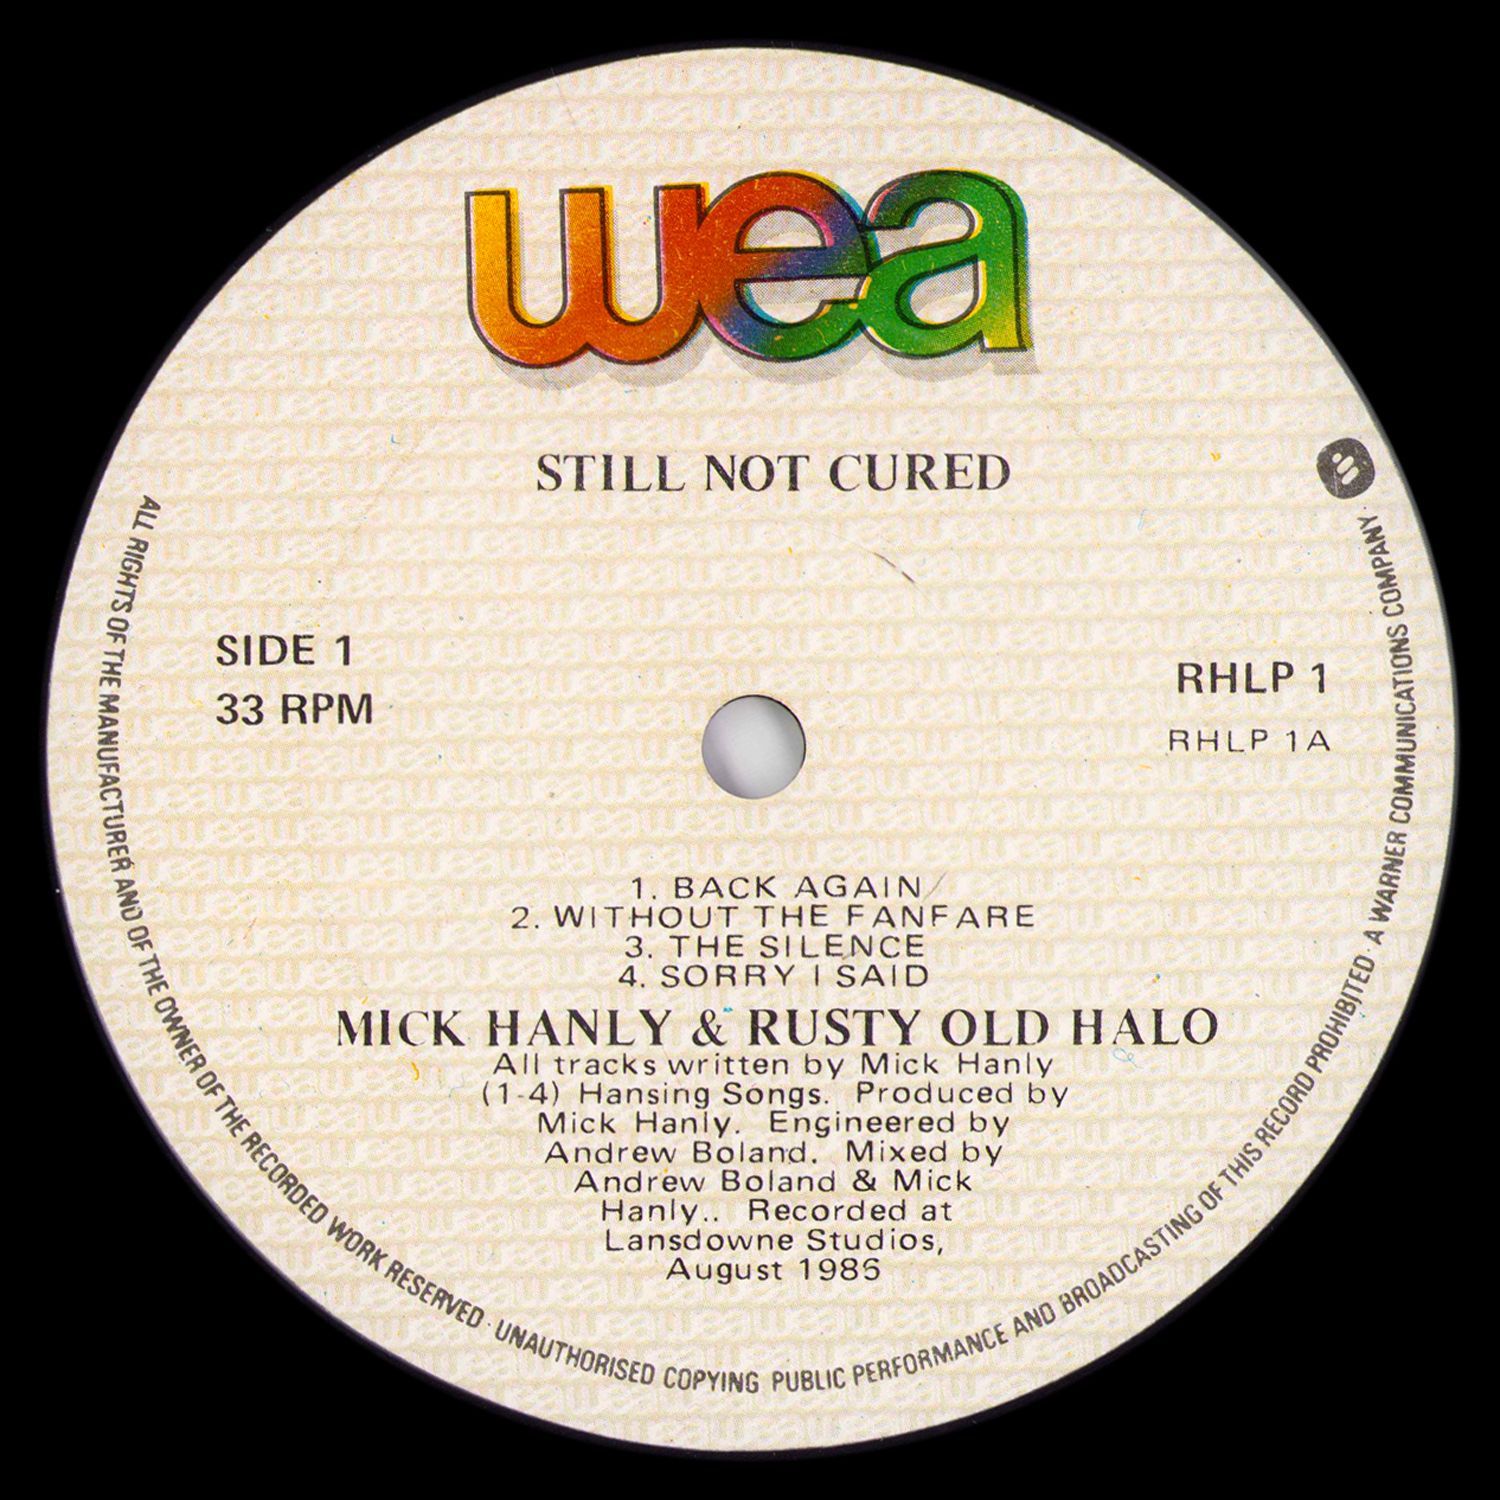 wea
STILL NOT CURED
SIDE 1
33 RPM
RHLP 1
RHLP 1A
1. BACK AGAIN
2. WITHOUT THE FANFARE
3. THE SILENCE
4. SORRY I SAID
MICK HANLY & RUSTY OLD HALO
All tracks written by Mick Hanly
(1-4) Hansing Songs. Produced by
Mick Hanly. Engineered by
Andrew Boland. Mixed by
Andrew Boland & Mick
Hanly.. Recorded at
Lansdowne Studios,
August 1986
ALL RIGHTS OF THE MANUFACTURER AND OF THE OWNER OF THE RECORDED WORK RESERVED · UNAUTHORISED COPYING PUBLIC PERFORMANCE AND BROADCASTING OF THIS RECORD PROHIBITED · A WARNER COMMUNICATIONS COMPANY ·